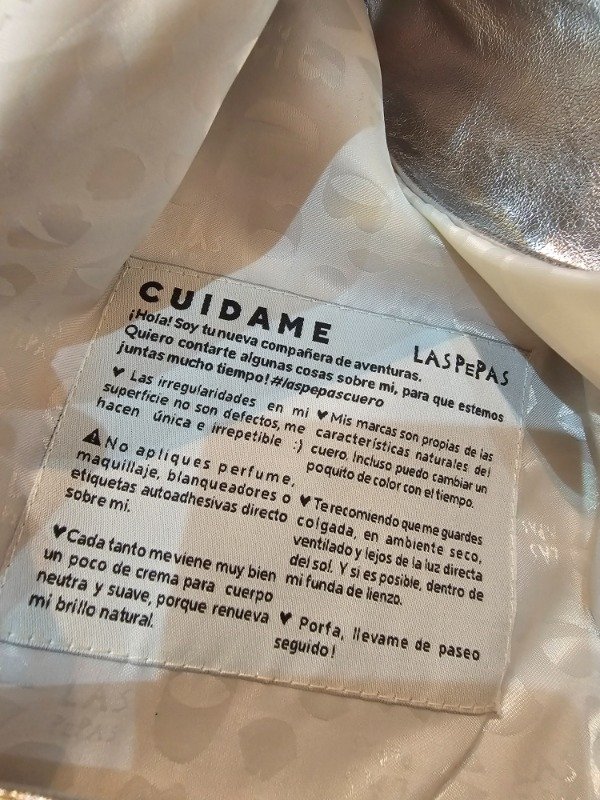 CUIDAME
LASPEPAS
¡Hola! Soy tu nueva compañera de aventuras.
Quiero contarte algunas cosas sobre mi, para que estemos
juntas mucho tiempo! #laspepascuero
♥ Las irregularidades en mi
superficie no son defectos, me
hacen única e irrepetible :)
⚠No apliques perfume,
maquillaje, blanqueadores o
etiquetas autoadhesivas directo
sobre mi.
♥Cada tanto me viene muy bien
un poco de crema para cuerpo
neutra y suave, porque renueva
mi brillo natural.
♥Mis marcas son propias de las
características naturales del
cuero. Incluso puedo cambiar un
poquito de color con el tiempo.
♥Te recomiendo que me guardes
colgada, en ambiente seco,
ventilado y lejos de la luz directa
del sol. Y si es posible, dentro de
mi funda de lienzo.
♥ Porfa, llevame de paseo
seguido!